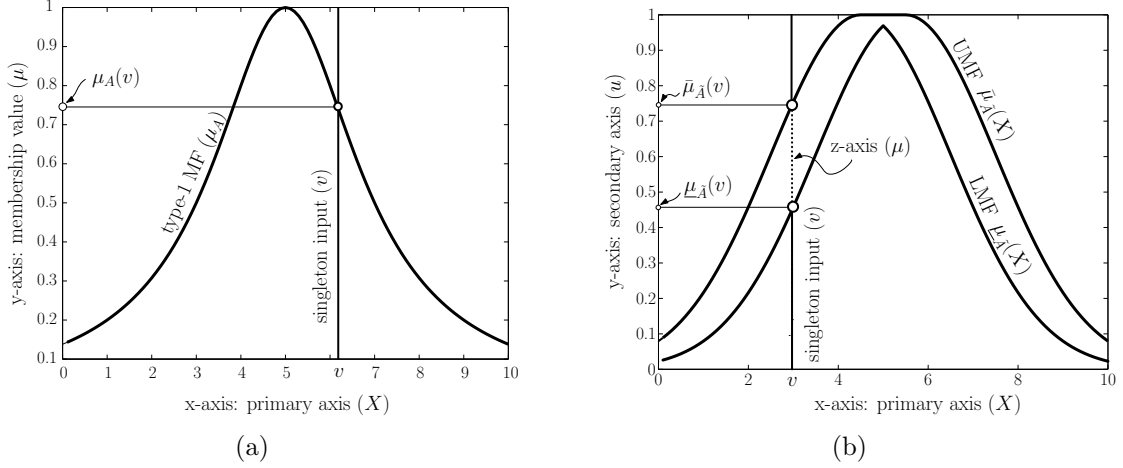 1
0.9
0.8
0.7
0.6
0.5
0.4
0.3
0.2
0.1
y-axis: membership value (μ)
μ_A(v)
type-1 MF (μ_A)
singleton input (v)
0 1 2 3 4 5 6 v 7 8 9 10
x-axis: primary axis (X)
(a)
1
0.9
0.8
0.7
0.6
0.5
0.4
0.3
0.2
0.1
0
y-axis: secondary axis (u)
μ̄_Ã(v)
μ̲_Ã(v)
z-axis (μ)
UMF μ̄_Ã(X)
LMF μ̲_Ã(X)
singleton input (v)
0 2 v 4 6 8 10
x-axis: primary axis (X)
(b)